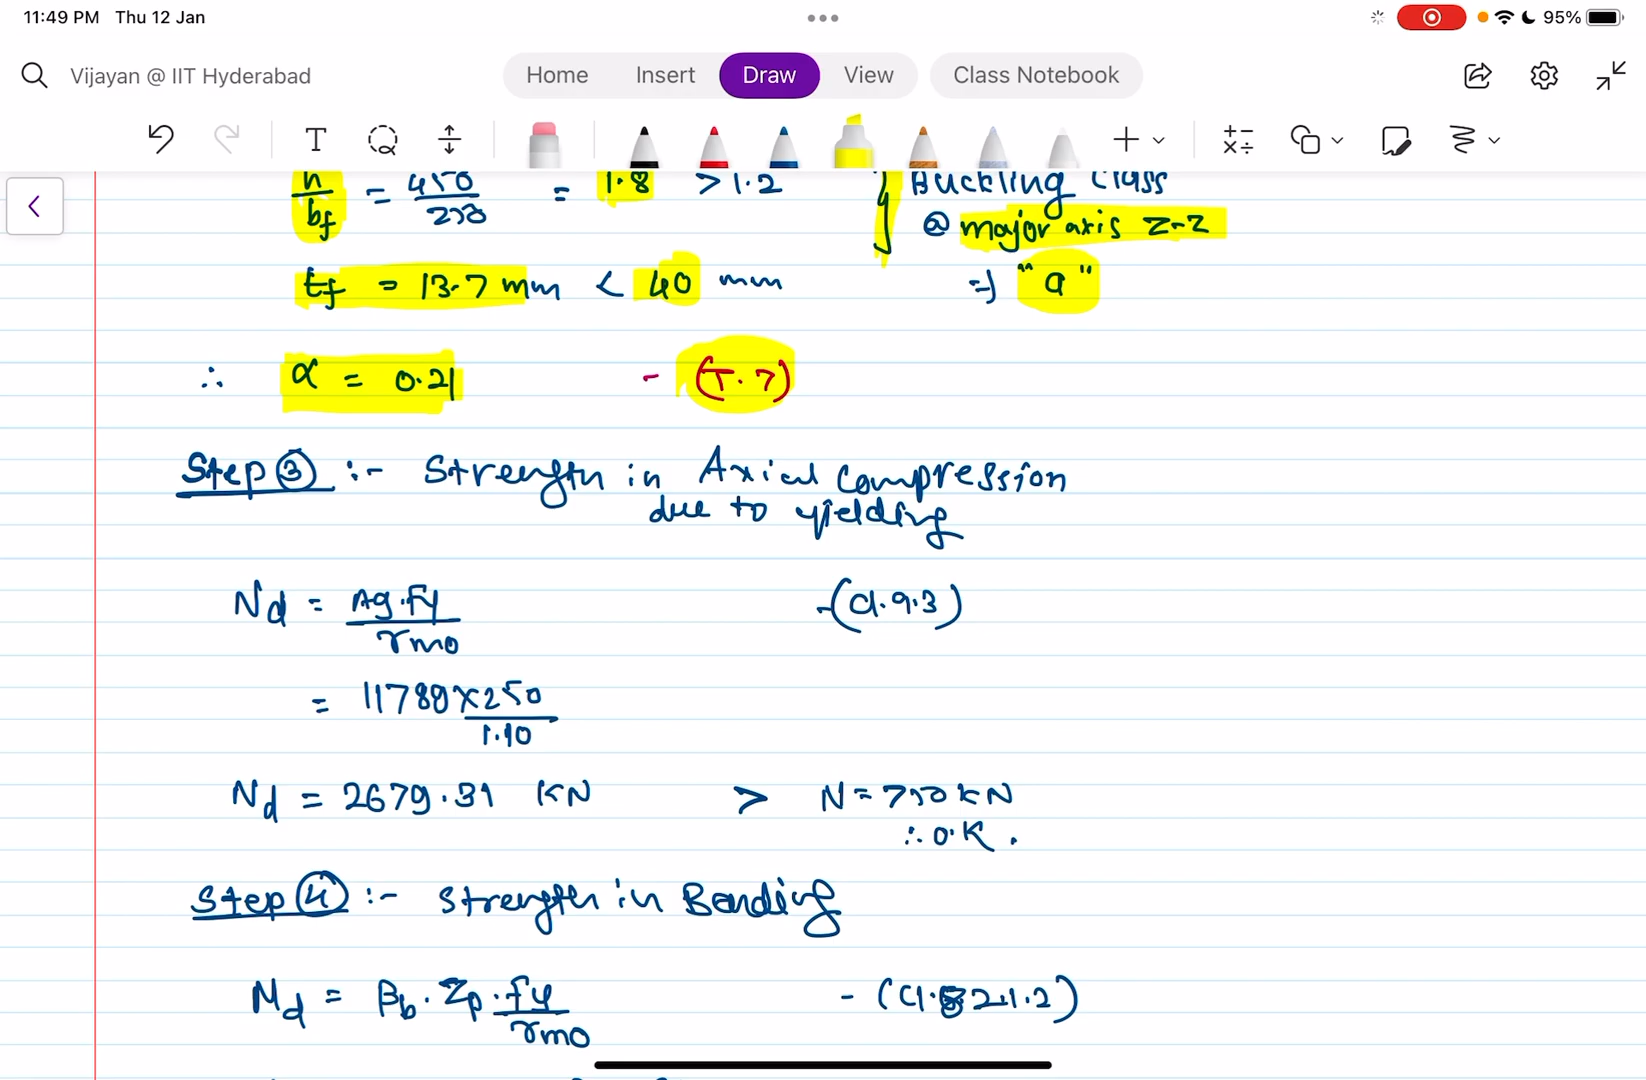 11:49 PM Thu 12 Jan 95%
Vijayan @ IIT Hyderabad Home Insert Draw View Class Notebook
T
h/bf = 450/250 = 1.8 > 1.2 } Buckling Class
@ major axis z-z
tf = 13.7 mm < 40 mm => "a"
∴ α = 0.21 - (T.7)
Step ③ :- Strength in Axial Compression
due to yielding
Nd = Ag.fy/γmo -(cl.9.3)
= 11789×250/1.10
Nd = 2679.31 KN > N = 750 kN
∴ O.K.
Step ④ :- Strength in Bending
Md = βb.Zp.fy/γmo - (cl.8.2.1.2)